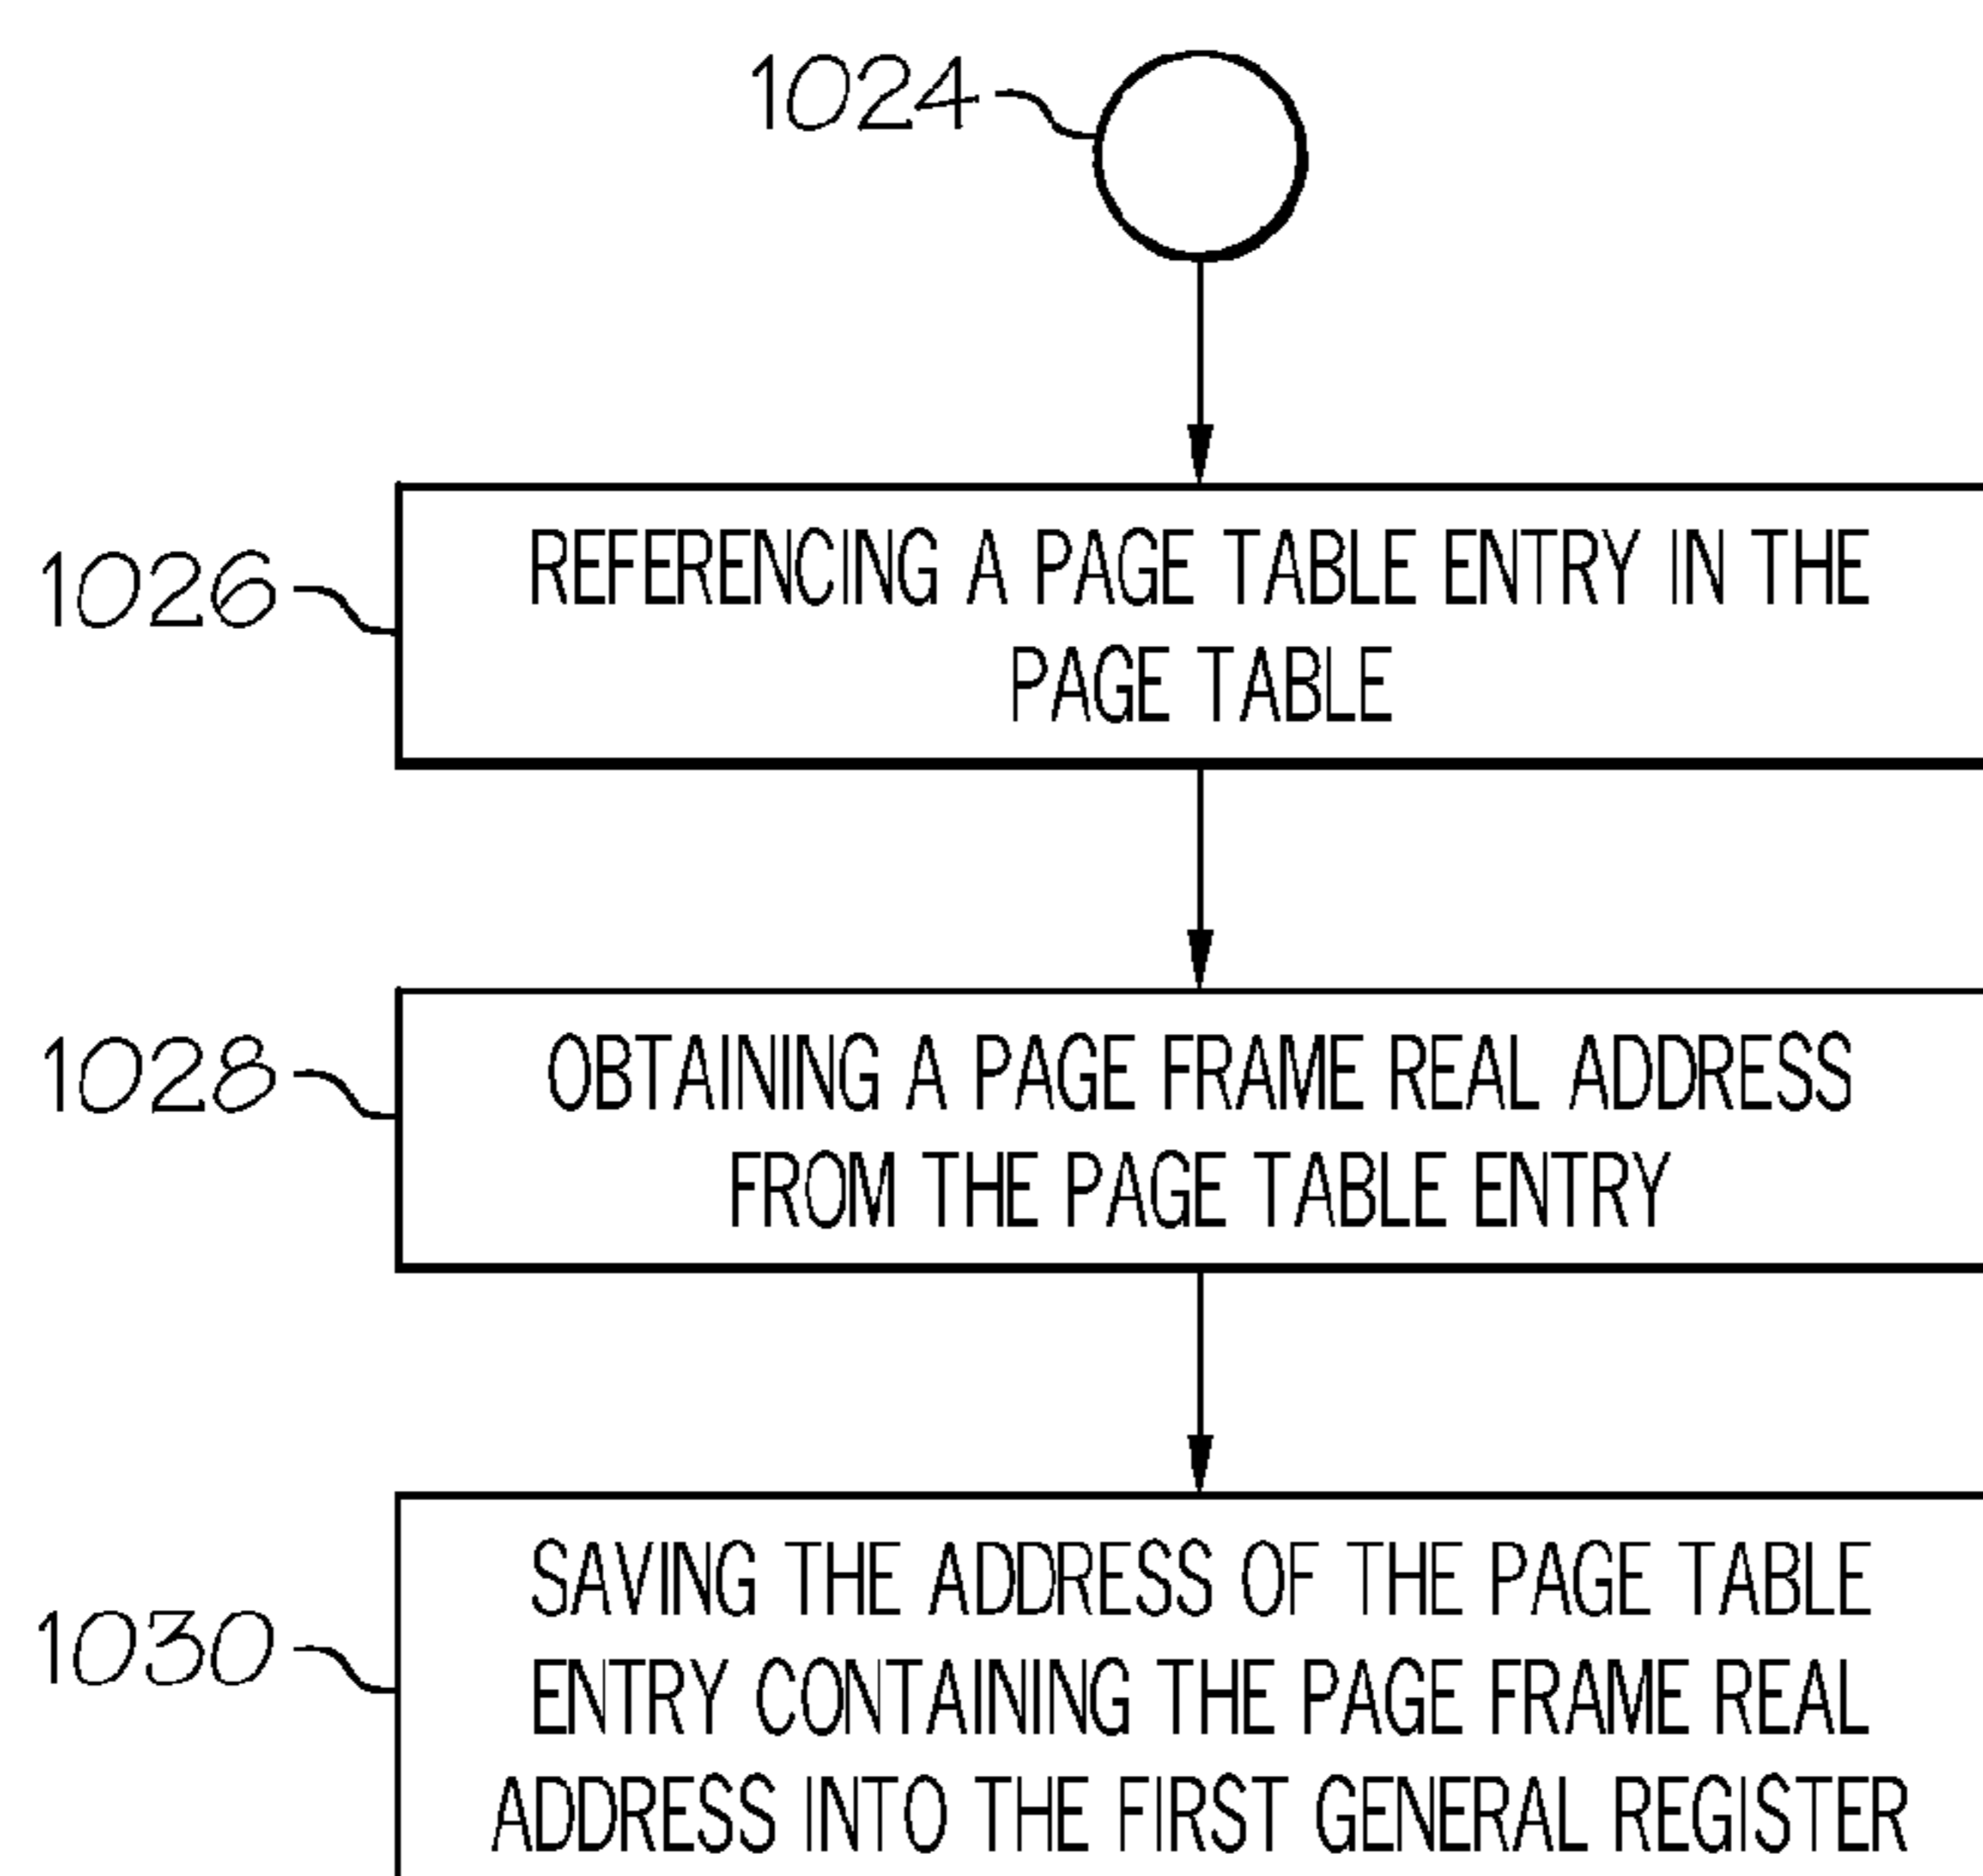 1024
1026
REFERENCING A PAGE TABLE ENTRY IN THE
PAGE TABLE
1028
OBTAINING A PAGE FRAME REAL ADDRESS
FROM THE PAGE TABLE ENTRY
1030
SAVING THE ADDRESS OF THE PAGE TABLE
ENTRY CONTAINING THE PAGE FRAME REAL
ADDRESS INTO THE FIRST GENERAL REGISTER